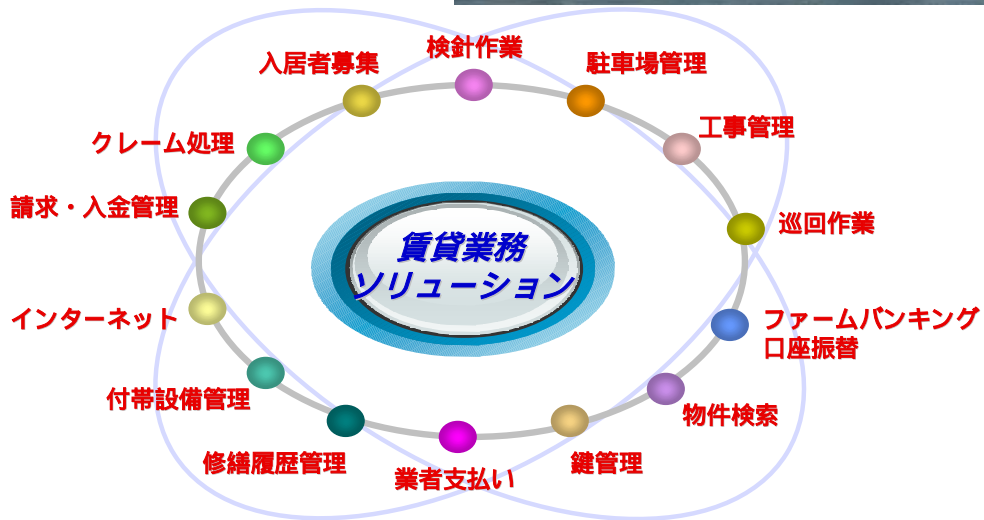 検針作業
入居者募集
駐車場管理
工事管理
クレーム処理
請求・入金管理
巡回作業
賃貸業務
ソリューション
インターネット
ファームバンキング
口座振替
付帯設備管理
物件検索
修繕履歴管理
鍵管理
業者支払い